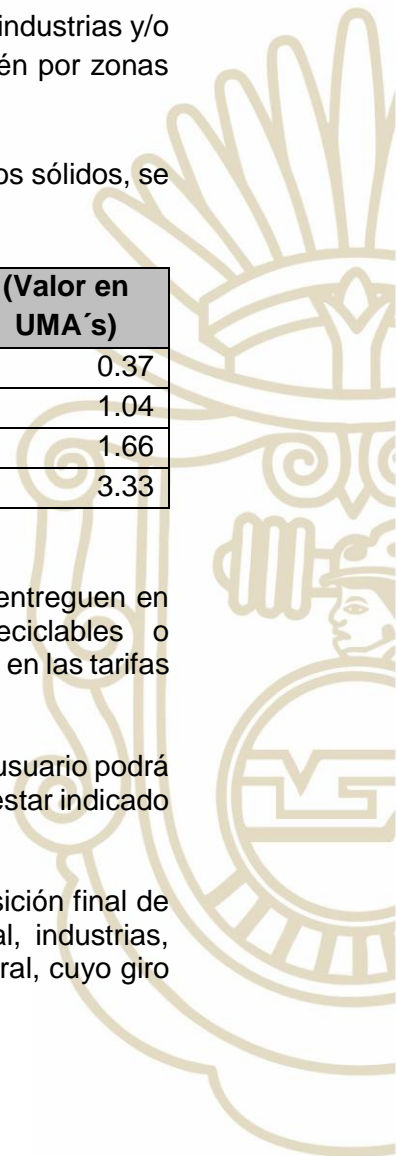 industrias y/o
én por zonas
os sólidos, se
(Valor en
UMA´s)
0.37
1.04
1.66
3.33
entreguen en
eciclables o
en las tarifas
usuario podrá
estar indicado
sición final de
al, industrias,
ral, cuyo giro